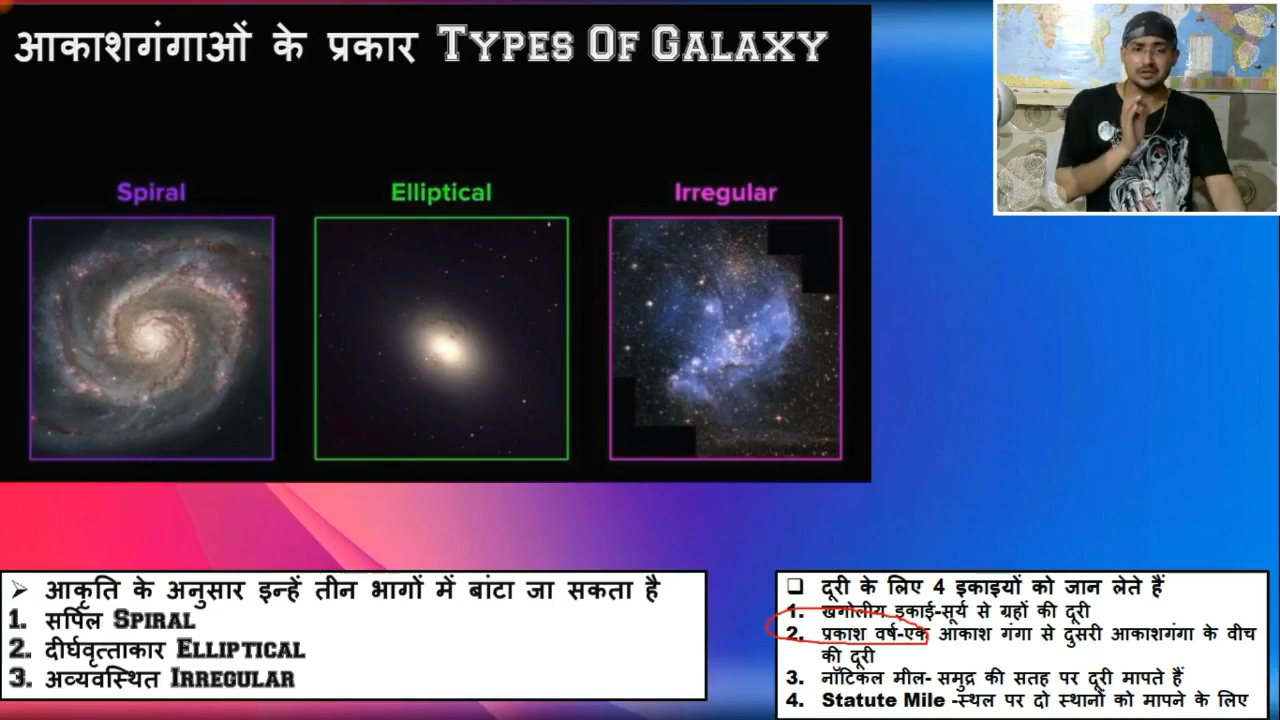 आकाशगंगाओं के प्रकार TYPES OF GALAXY
Spiral
Elliptical
Irregular
➢ आकृति के अनुसार इन्हें तीन भागों में बांटा जा सकता है
1. सर्पिल SPIRAL
2. दीर्घवृत्ताकार ELLIPTICAL
3. अव्यवस्थित IRREGULAR
❑ दूरी के लिए 4 इकाइयों को जान लेते हैं
1. खगोलीय इकाई-सूर्य से ग्रहों की दूरी
2. प्रकाश वर्ष-एक आकाश गंगा से दुसरी आकाशगंगा के वीच
की दूरी
3. नॉटिकल मील- समुद्र की सतह पर दूरी मापते हैं
4. Statute Mile -स्थल पर दो स्थानों को मापने के लिए